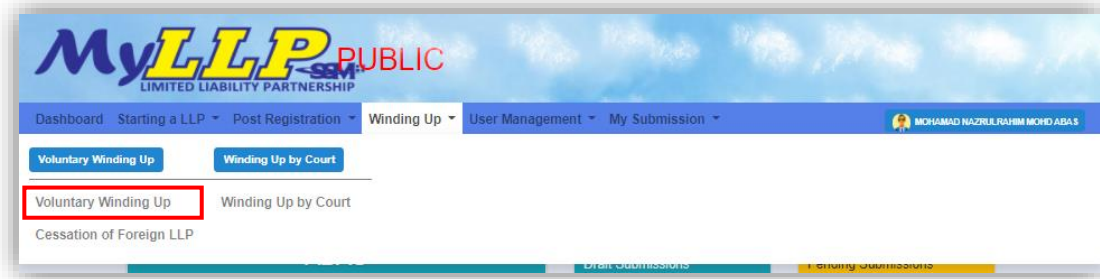 MyLLP SSM PUBLIC
LIMITED LIABILITY PARTNERSHIP
Dashboard Starting a LLP Post Registration Winding Up User Management My Submission MOHAMAD NAZRULRAHIM MOHD ABAS
Voluntary Winding Up Winding Up by Court
Voluntary Winding Up Winding Up by Court
Cessation of Foreign LLP
Draft Submissions Pending Submissions